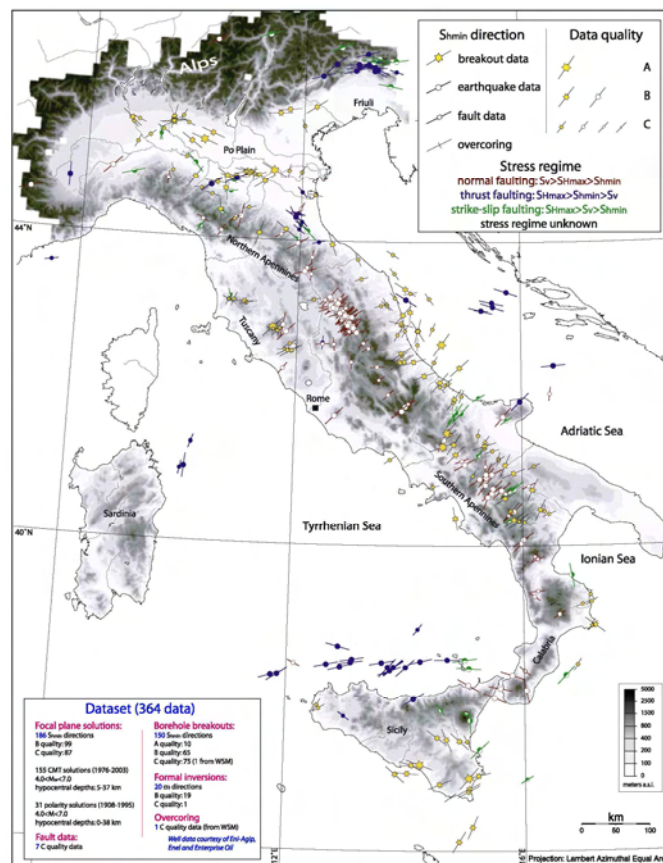 Shmin direction
Data quality
breakout data
A
earthquake data
B
fault data
C
overcoring
Stress regime
normal faulting: Sv>SHmax>Shmin
thrust faulting: SHmax>Shmin>Sv
strike-slip faulting: SHmax>Sv>Shmin
stress regime unknown
Alps
Friuli
Po Plain
44°N
Northern Apennines
Tuscany
Rome
Adriatic Sea
Sardinia
Tyrrhenian Sea
Southern Apennines
40°N
Ionian Sea
Calabria
Sicily
Dataset (364 data)
Focal plane solutions:
186 Shmin directions
B quality: 99
C quality: 87
155 CMT solutions (1976-2003)
4.0<Mw<7.0
hypocentral depths: 5-37 km
31 polarity solutions (1908-1995)
4.0<M<7.0
hypocentral depths: 0-38 km
Fault data:
7 C quality data
Borehole breakouts:
150 Shmin directions
A quality: 10
B quality: 65
C quality: 75 (1 from WSM)
Formal inversions:
20 σ3 directions
B quality: 19
C quality: 1
Overcoring
1 C quality data (from WSM)
Well data courtesy of Eni-Agip,
Enel and Enterprise Oil
5000
2500
2000
1400
1000
800
600
400
200
0
meters a.s.l.
0 100
km
12°E
16°E
Projection: Lambert Azimuthal Equal